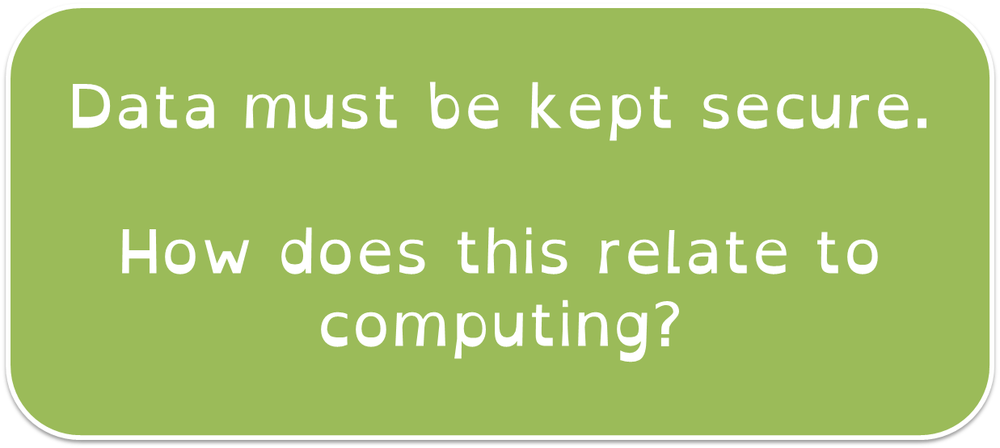 Data must be kept secure.
How does this relate to
computing?